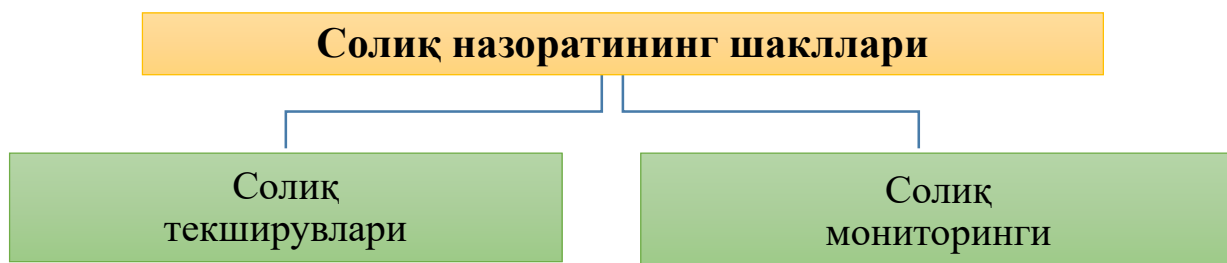 Солиқ назоратининг шакллари
Солиқ
текширувлари
Солиқ
мониторинги